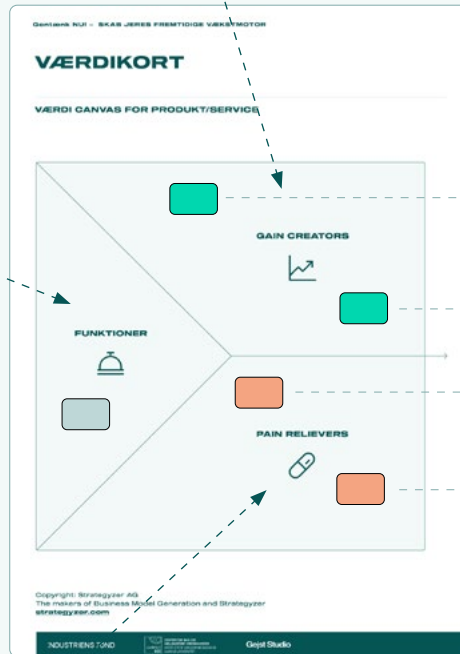 Gentænk NU! – SKAB JERES FREMTIDIGE VÆKSTMOTOR
VÆRDIKORT
VÆRDI CANVAS FOR PRODUKT/SERVICE
GAIN CREATORS
FUNKTIONER
PAIN RELIEVERS
Copyright: Strategyzer AG
The makers of Business Model Generation and Strategyzer
strategyzer.com
INDUSTRIENS FOND
Gejst Studio